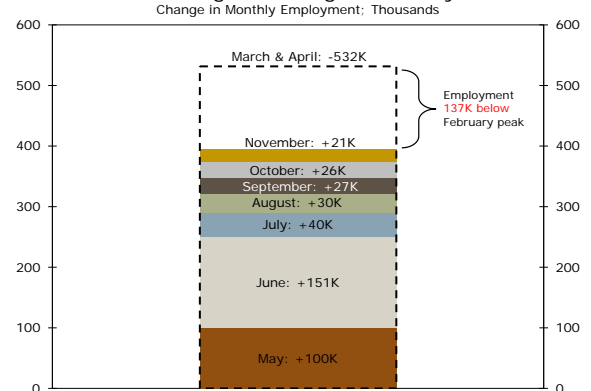 Change in Monthly Employment; Thousands
600 600
March & April: -532K
500 500
Employment
137K below
February peak
400 400
November: +21K
October: +26K
September: +27K
300 300
August: +30K
July: +40K
200 200
June: +151K
100 100
May: +100K
0 0